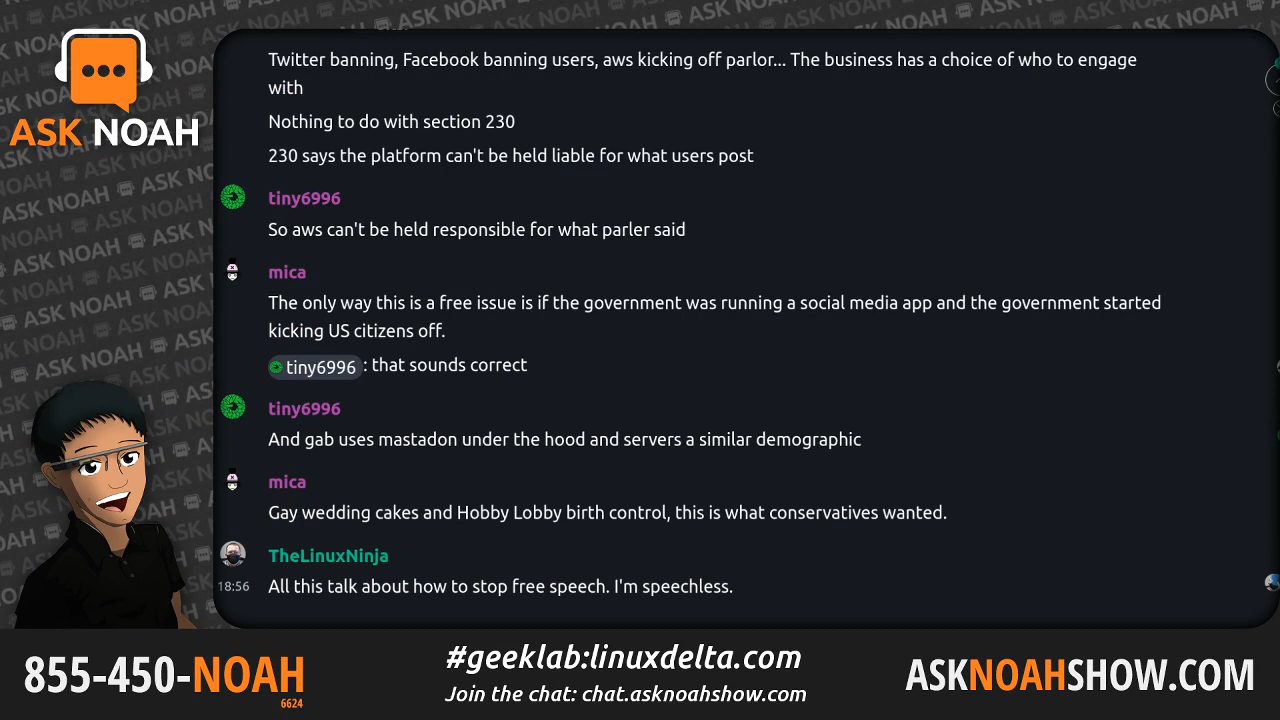 ASK NOAH
Twitter banning, Facebook banning users, aws kicking off parlor... The business has a choice of who to engage
with
Nothing to do with section 230
230 says the platform can't be held liable for what users post
tiny6996
So aws can't be held responsible for what parler said
mica
The only way this is a free issue is if the government was running a social media app and the government started
kicking US citizens off.
tiny6996 : that sounds correct
tiny6996
And gab uses mastadon under the hood and servers a similar demographic
mica
Gay wedding cakes and Hobby Lobby birth control, this is what conservatives wanted.
TheLinuxNinja
18:56 All this talk about how to stop free speech. I'm speechless.
855-450-NOAH
6624
#geeklab:linuxdelta.com
Join the chat: chat.asknoahshow.com
ASKNOAHSHOW.COM